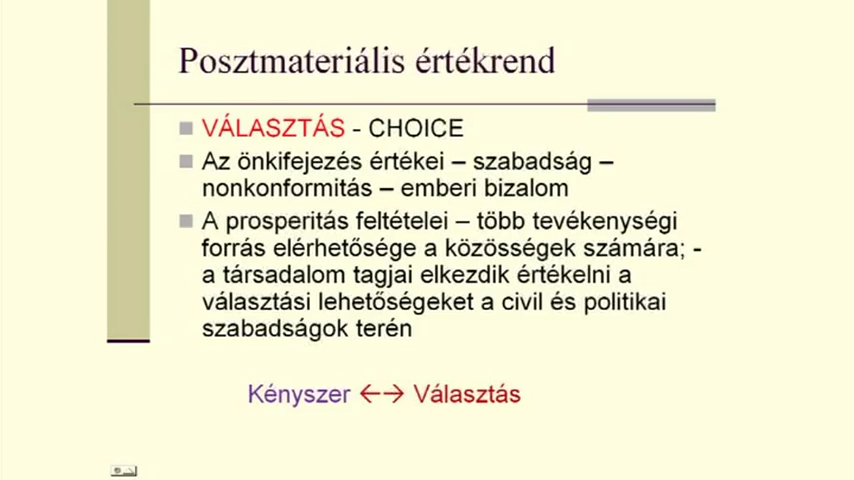 Posztmateriális értékrend
VÁLASZTÁS - CHOICE
Az önkifejezés értékei – szabadság –
nonkonformitás – emberi bizalom
A prosperitás feltételei – több tevékenységi
forrás elérhetősége a közösségek számára; -
a társadalom tagjai elkezdik értékelni a
választási lehetőségeket a civil és politikai
szabadságok terén
Kényszer ←→ Választás